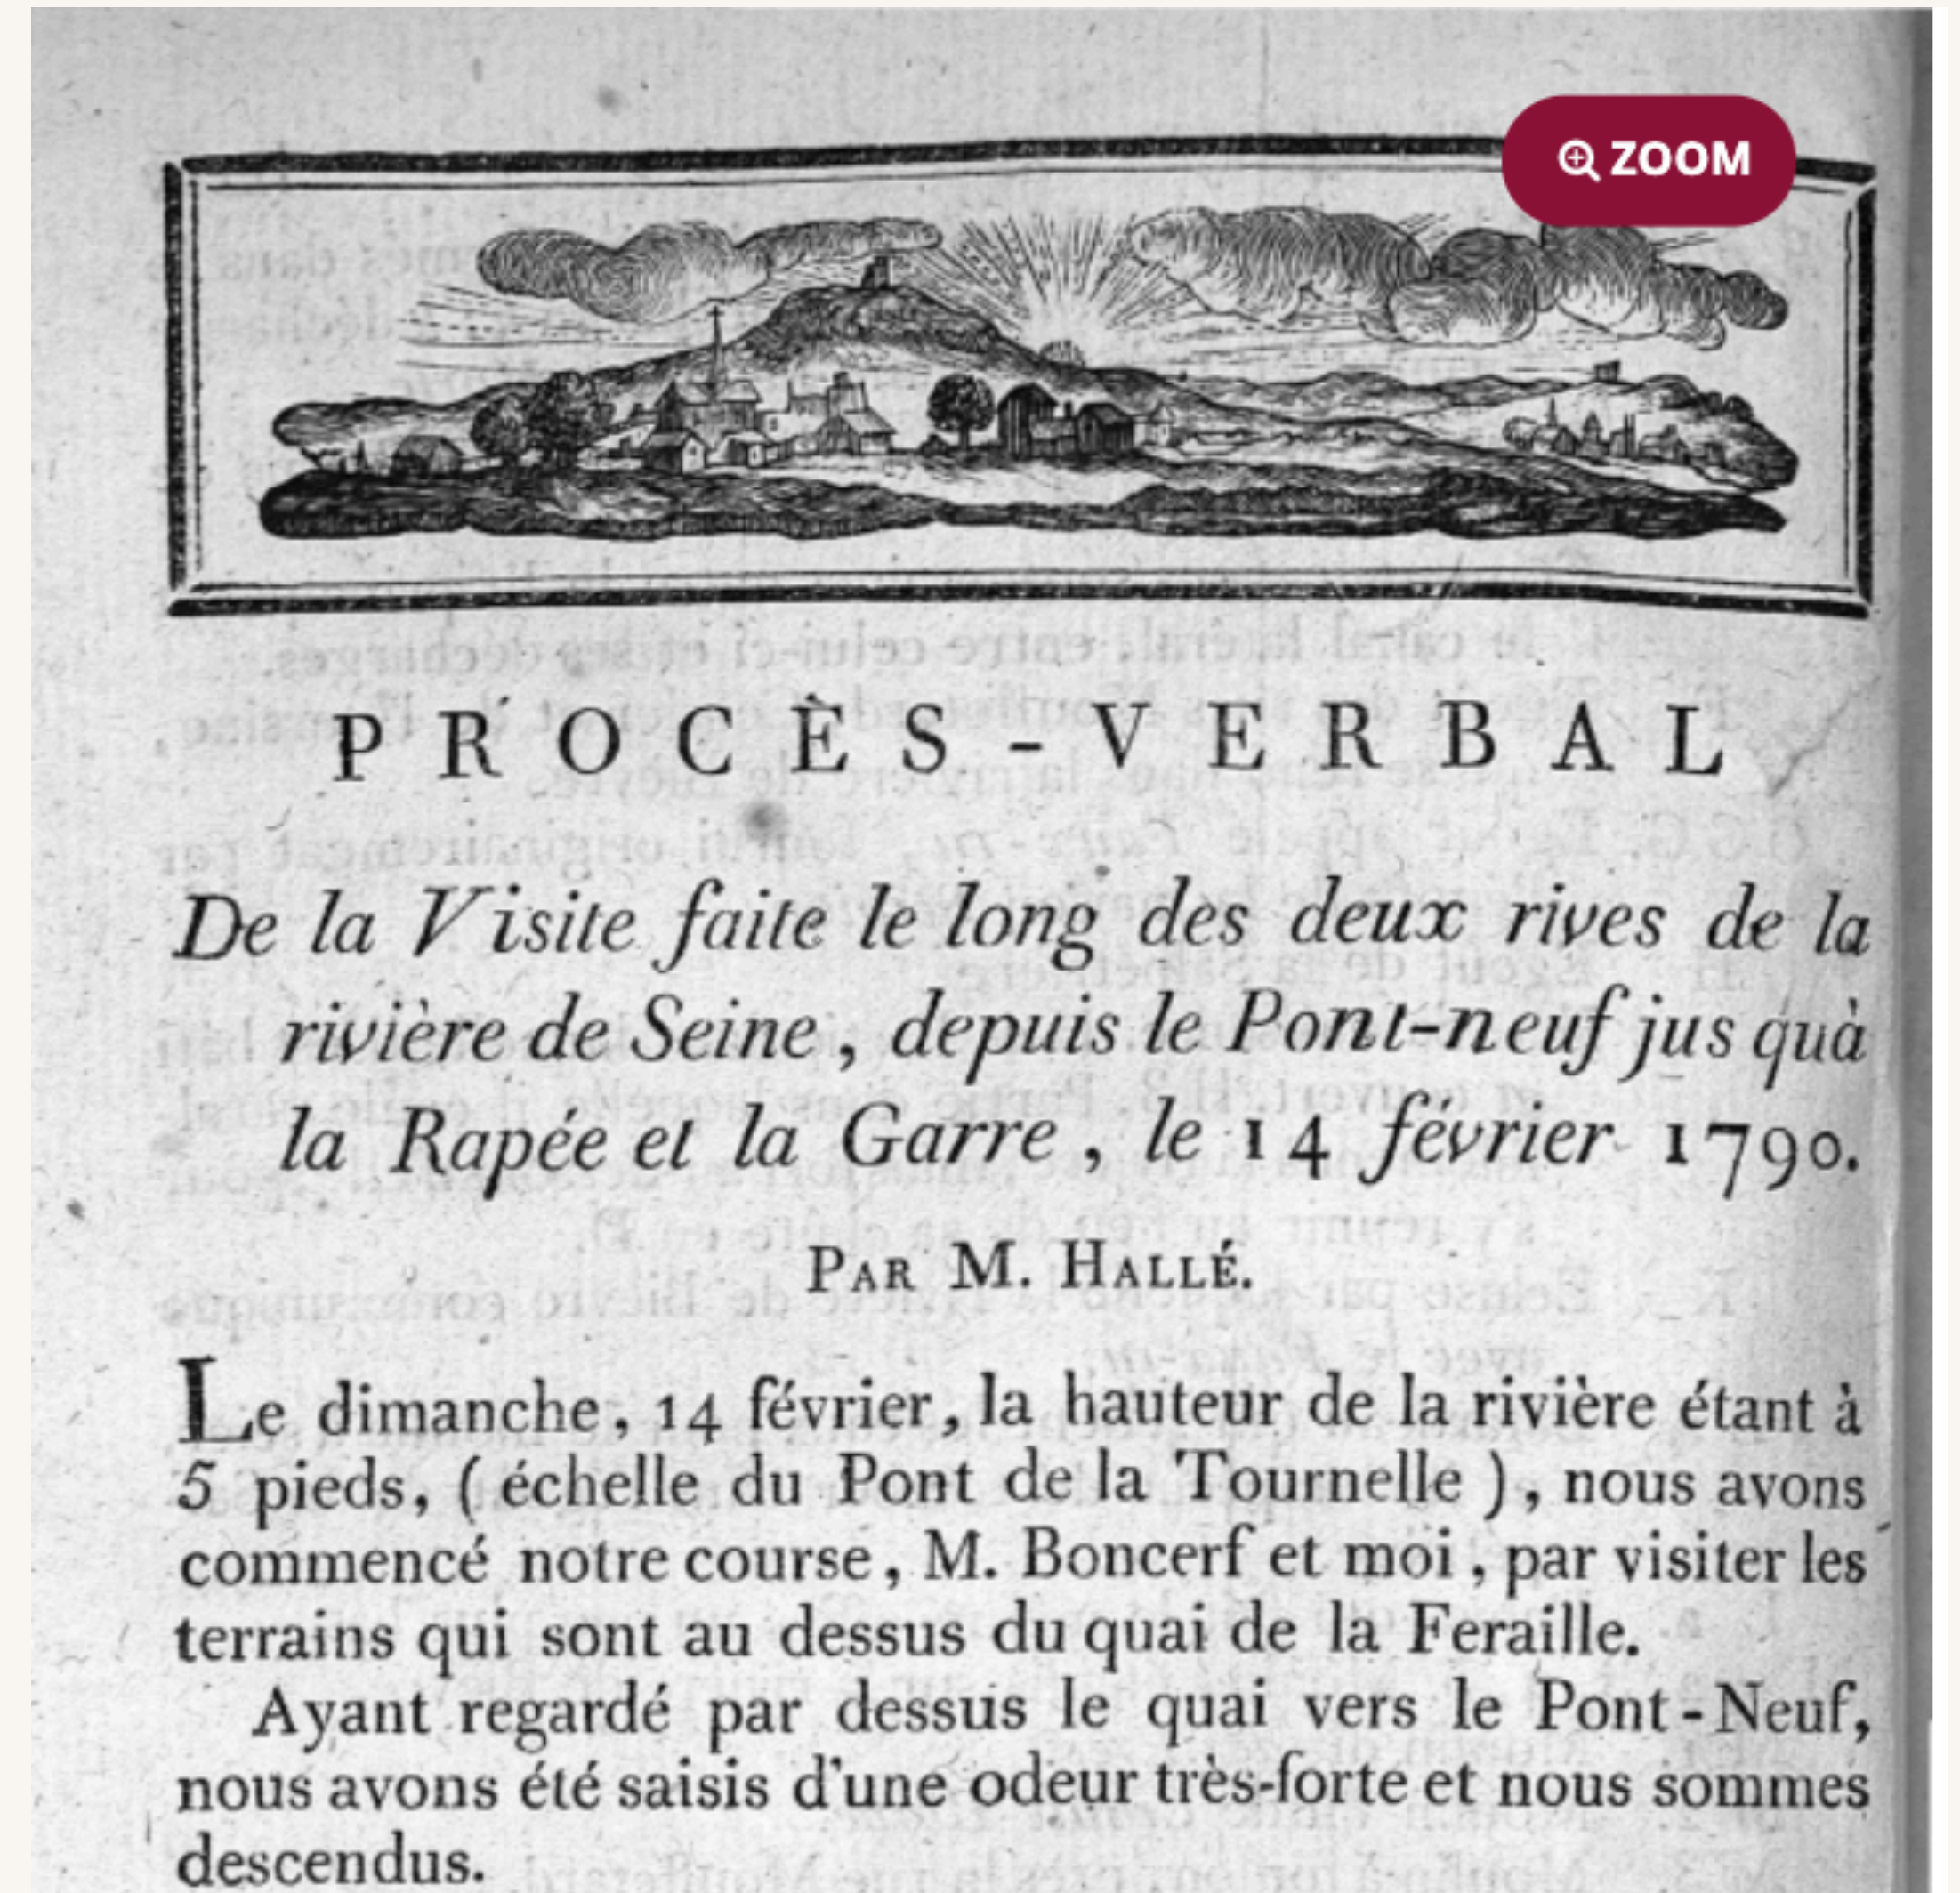 ZOOM
PROCÈS-VERBAL
De la Visite faite le long des deux rives de la
rivière de Seine, depuis le Pont-neuf jus quà
la Rapée et la Garre, le 14 février 1790.
PAR M. HALLÉ.
Le dimanche, 14 février, la hauteur de la rivière étant à
5 pieds, ( échelle du Pont de la Tournelle ), nous avons
commencé notre course, M. Boncerf et moi, par visiter les
terrains qui sont au dessus du quai de la Feraille.
Ayant regardé par dessus le quai vers le Pont-Neuf,
nous avons été saisis d'une odeur très-forte et nous sommes
descendus.